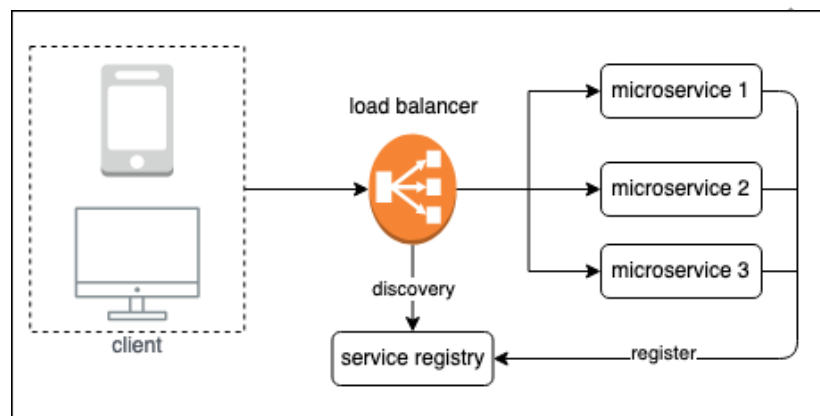 load balancer
microservice 1
microservice 2
microservice 3
discovery
client
service registry
register